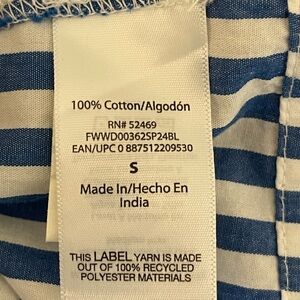 100% Cotton/Algodón
RN# 52469
FWWD00362SP24BL
EAN/UPC 0 887512209530
S
Made In/Hecho En
India
THIS LABEL YARN IS MADE
OUT OF 100% RECYCLED
POLYESTER MATERIALS